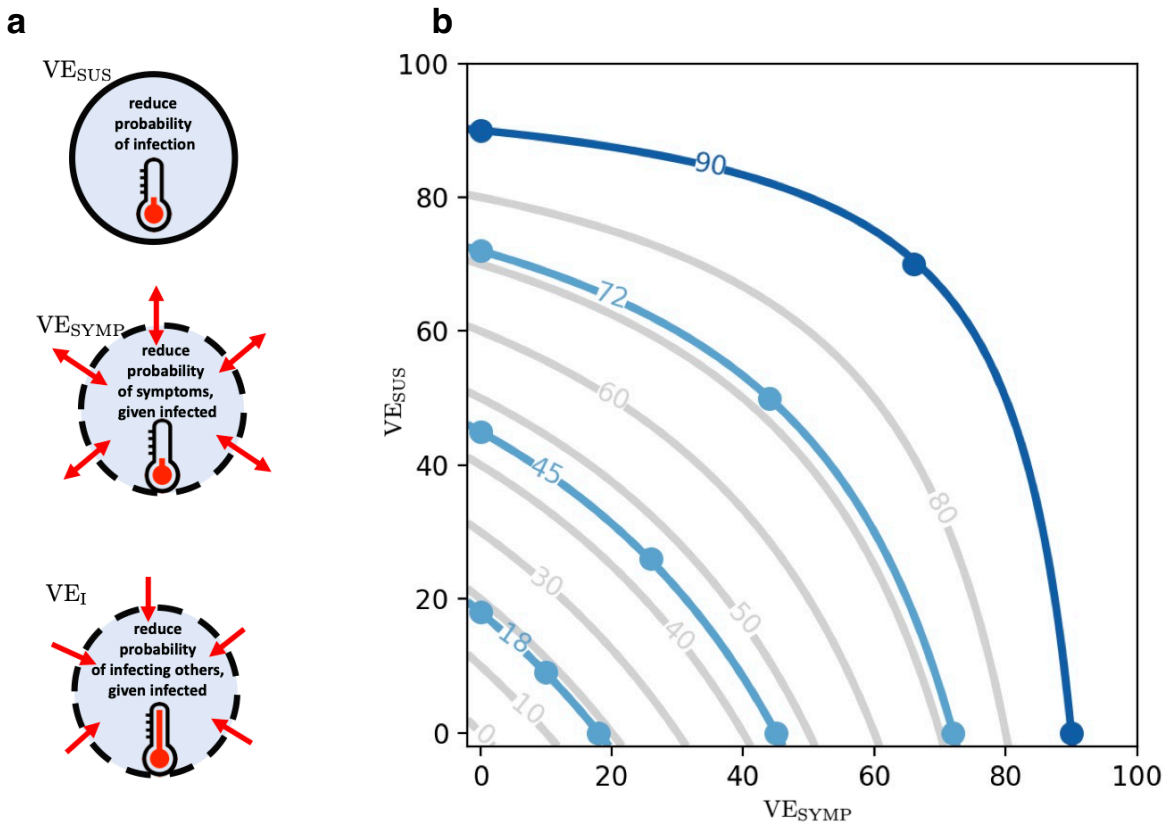 a
VE_SUS
reduce
probability
of infection
VE_SYMP
reduce
probability
of symptoms,
given infected
VE_I
reduce
probability
of infecting others,
given infected
b
100
80
60
40
20
0
VE_SUS
90
72
60
80
45
30
50
40
18
10
0
0 20 40 60 80 100
VE_SYMP